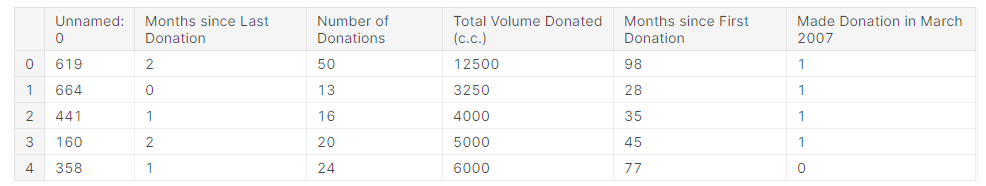 Unnamed: 0 Months since Last Donation Number of Donations Total Volume Donated (c.c.) Months since First Donation Made Donation in March 2007
0 619 2 50 12500 98 1
1 664 0 13 3250 28 1
2 441 1 16 4000 35 1
3 160 2 20 5000 45 1
4 358 1 24 6000 77 0